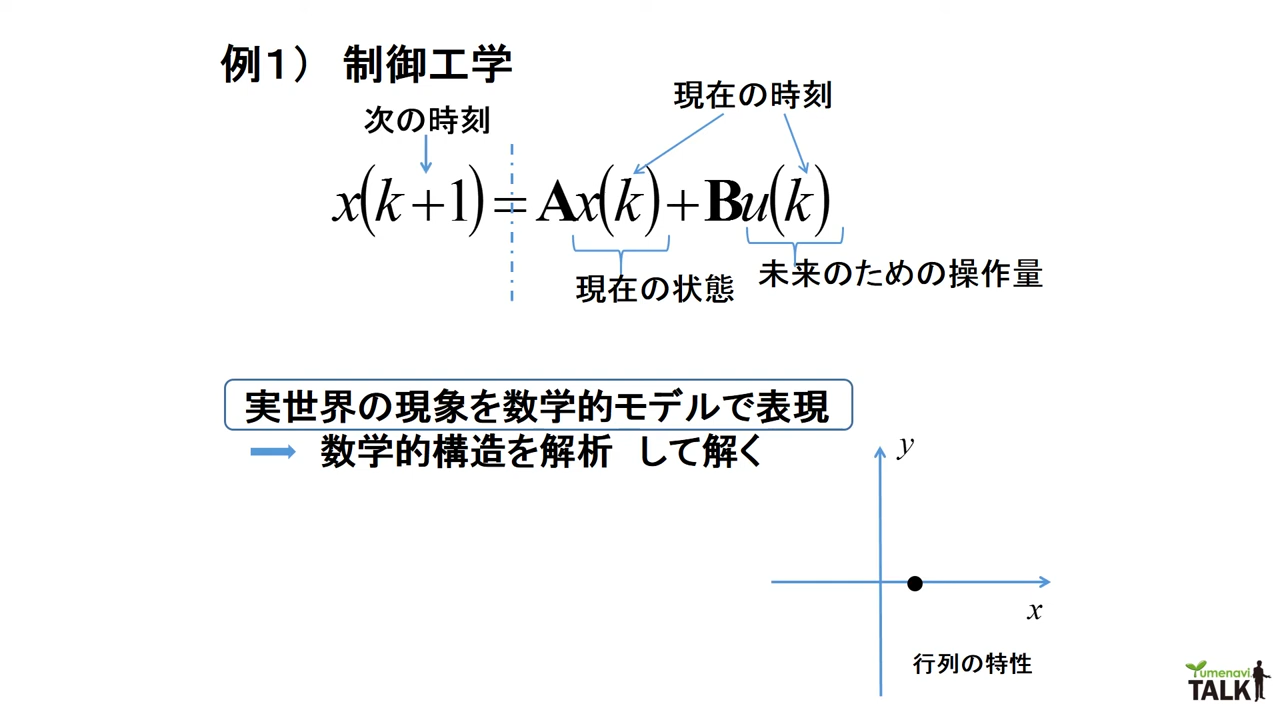 例１） 制御工学
次の時刻
現在の時刻
x(k+1)=Ax(k)+Bu(k)
現在の状態
未来のための操作量
実世界の現象を数学的モデルで表現
数学的構造を解析 して解く
y
x
行列の特性
Yumenavi
TALK